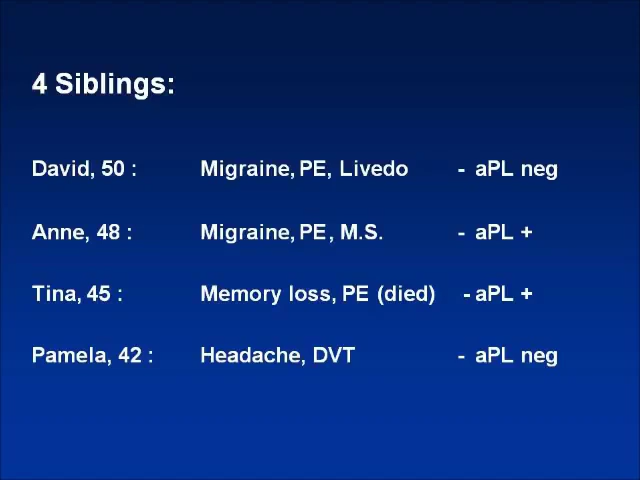 4 Siblings:
David, 50 : Migraine, PE, Livedo - aPL neg
Anne, 48 : Migraine, PE, M.S. - aPL +
Tina, 45 : Memory loss, PE (died) - aPL +
Pamela, 42 : Headache, DVT - aPL neg